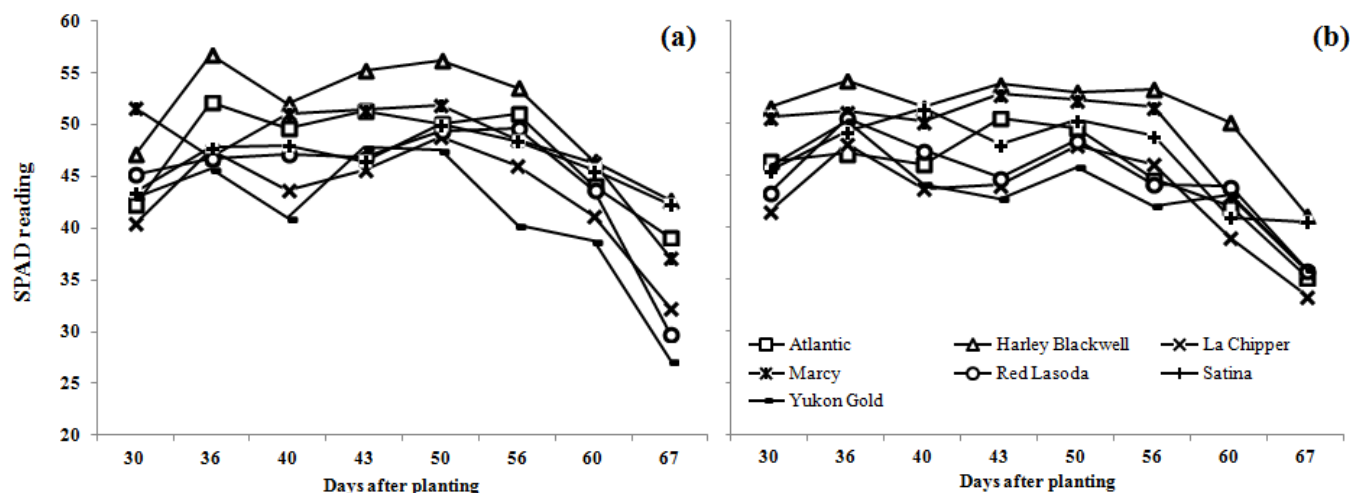 (a)
(b)
SPAD reading
60
55
50
45
40
35
30
25
20
30 36 40 43 50 56 60 67
Days after planting
30 36 40 43 50 56 60 67
Days after planting
Atlantic Harley Blackwell La Chipper
Marcy Red Lasoda Satina
Yukon Gold